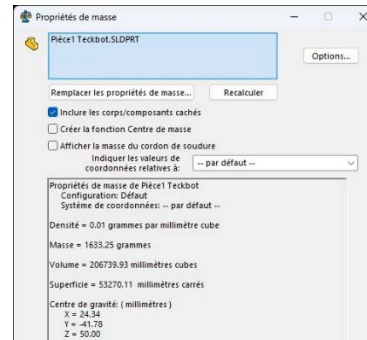 Propriétés de masse
Pièce1 Teckbot.SLDPRT
Options...
Remplacer les propriétés de masse...
Recalculer
Inclure les corps/composants cachés
Créer la fonction Centre de masse
Afficher la masse du cordon de soudure
Indiquer les valeurs de
coordonnées relatives à:
-- par défaut --
Propriétés de masse de Pièce1 Teckbot
Configuration: Défaut
Système de coordonnées: -- par défaut --
Densité = 0.01 grammes par millimètre cube
Masse = 1633.25 grammes
Volume = 206739.93 millimètres cubes
Superficie = 53270.11 millimètres carrés
Centre de gravité: ( millimètres )
X = 24.34
Y = -41.78
Z = 50.00